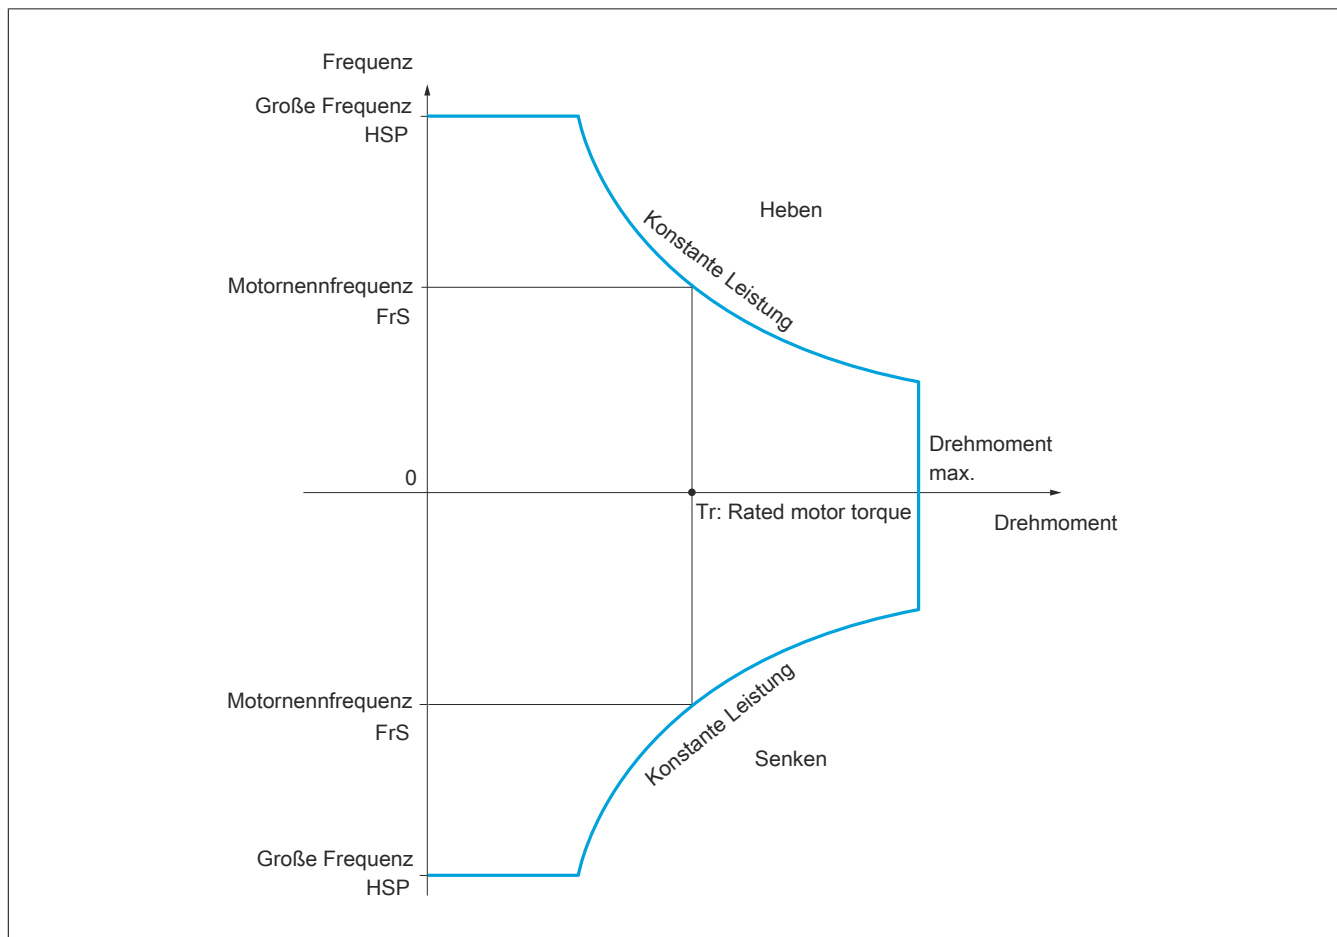 Frequenz
Große Frequenz
HSP
Heben
Konstante Leistung
Motornennfrequenz
FrS
Drehmoment
max.
0
Tr: Rated motor torque
Drehmoment
Konstante Leistung
Motornennfrequenz
FrS
Senken
Große Frequenz
HSP